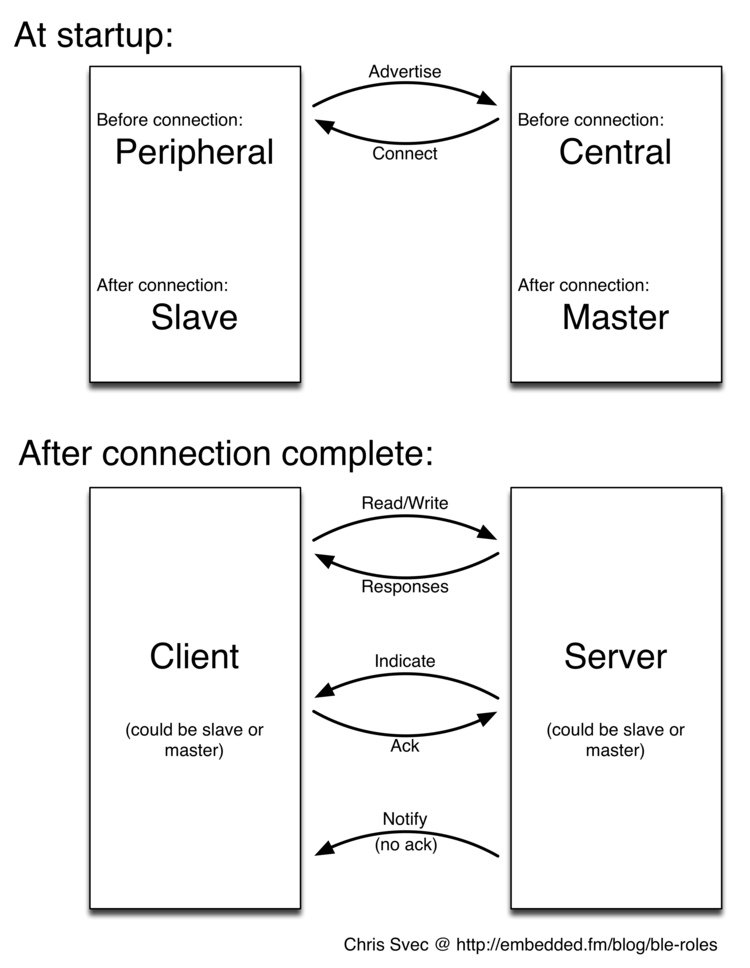 At startup:
Advertise
Before connection:
Peripheral
Before connection:
Central
Connect
After connection:
Slave
After connection:
Master
After connection complete:
Read/Write
Responses
Client
Server
Indicate
(could be slave or
master)
(could be slave or
master)
Ack
Notify
(no ack)
Chris Svec @ http://embedded.fm/blog/ble-roles